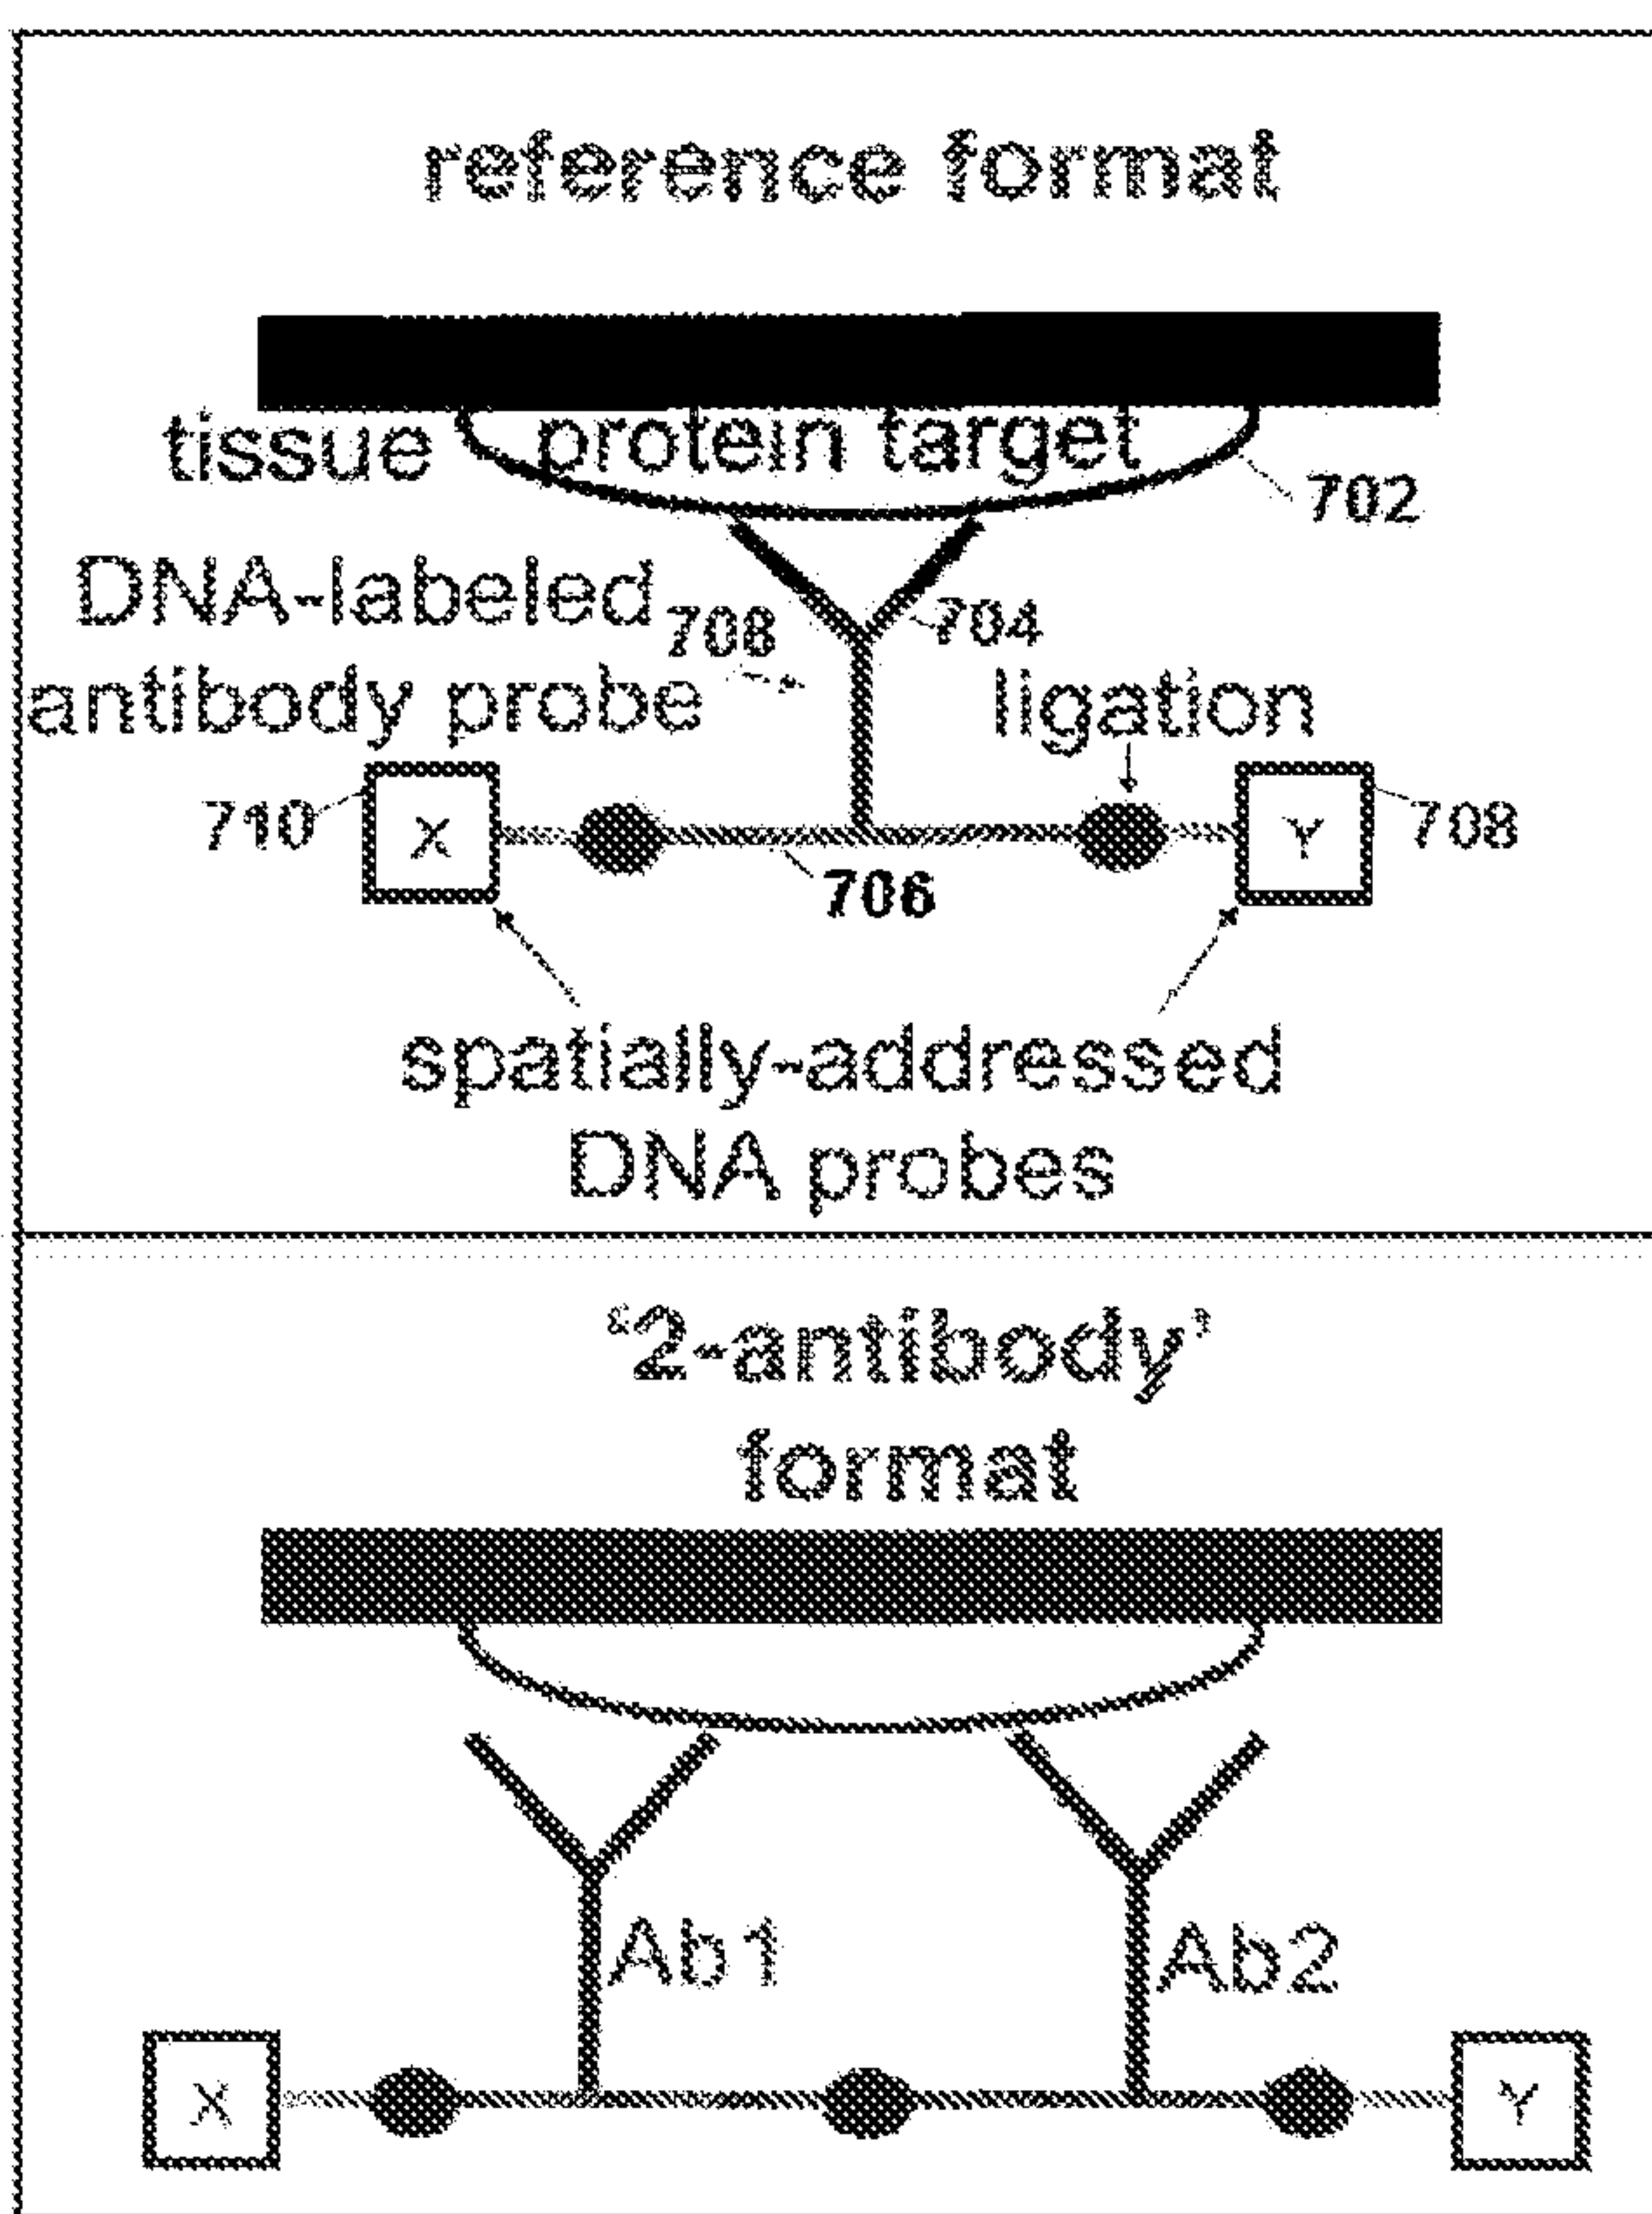 reference format
tissue protein target
702
DNA-labeled
708 704
antibody probe ligation
710 X Y 708
706
spatially-addressed
DNA probes
‘2-antibody’
format
Ab1 Ab2
X Y